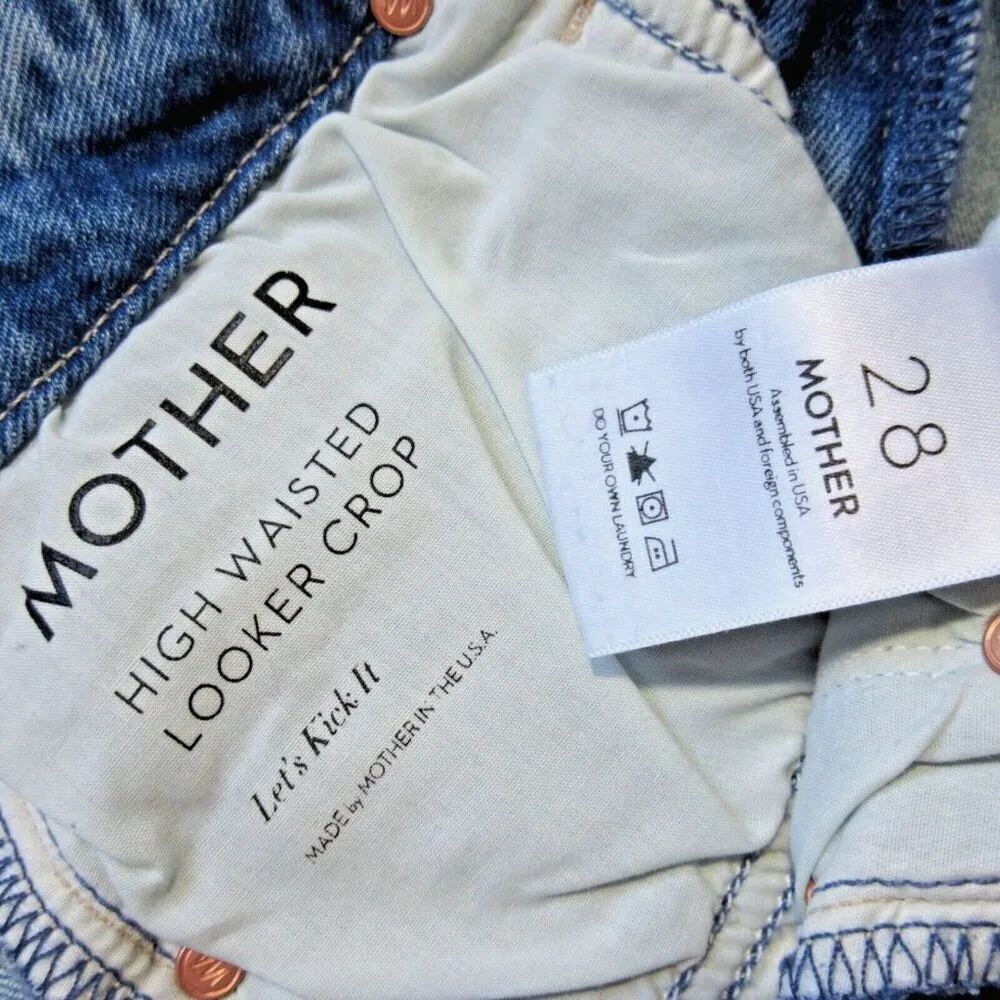 MOTHER
HIGH WAISTED
LOOKER CROP
Let's Kick It
MADE by MOTHER IN THE U.S.A.
28
MOTHER
Assembled in USA
by both USA and foreign components
DO YOUR OWN LAUNDRY